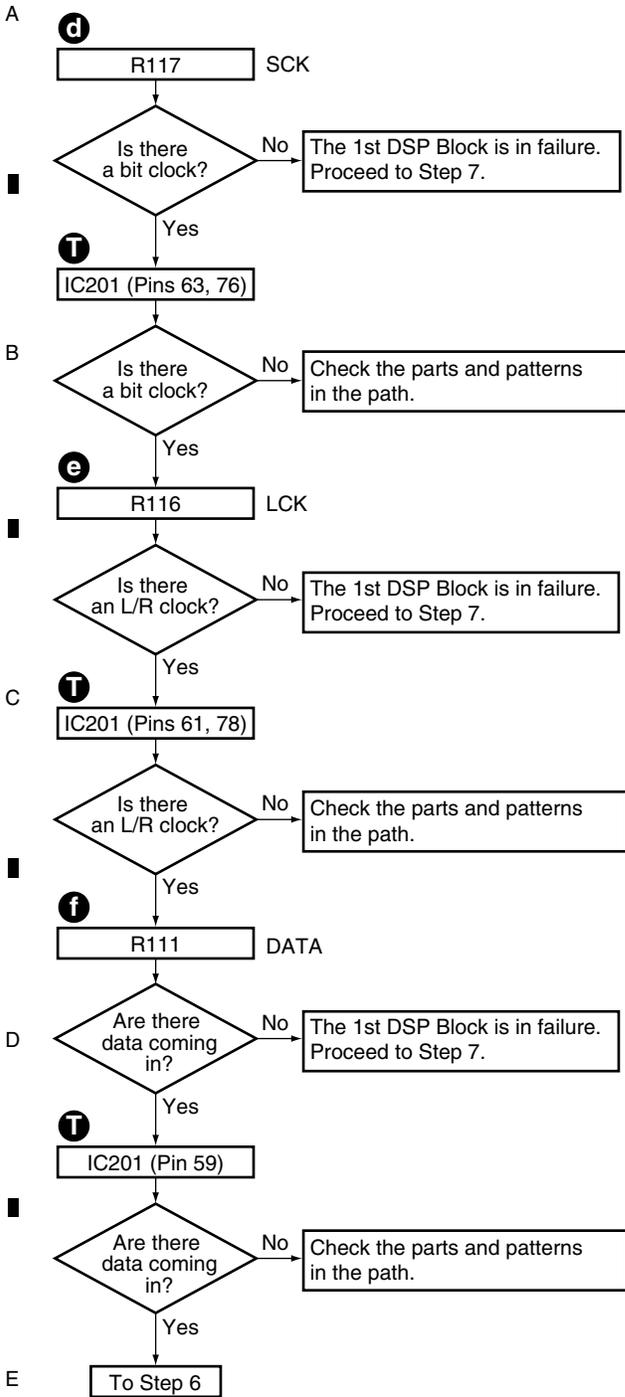 A
d
R117 SCK
Is there
a bit clock?
No
The 1st DSP Block is in failure.
Proceed to Step 7.
Yes
T
IC201 (Pins 63, 76)
B
Is there
a bit clock?
No
Check the parts and patterns
in the path.
Yes
e
R116 LCK
Is there
an L/R clock?
No
The 1st DSP Block is in failure.
Proceed to Step 7.
Yes
T
C
IC201 (Pins 61, 78)
Is there
an L/R clock?
No
Check the parts and patterns
in the path.
Yes
f
R111 DATA
D
Are there
data coming
in?
No
The 1st DSP Block is in failure.
Proceed to Step 7.
Yes
T
IC201 (Pin 59)
Are there
data coming
in?
No
Check the parts and patterns
in the path.
Yes
E
To Step 6